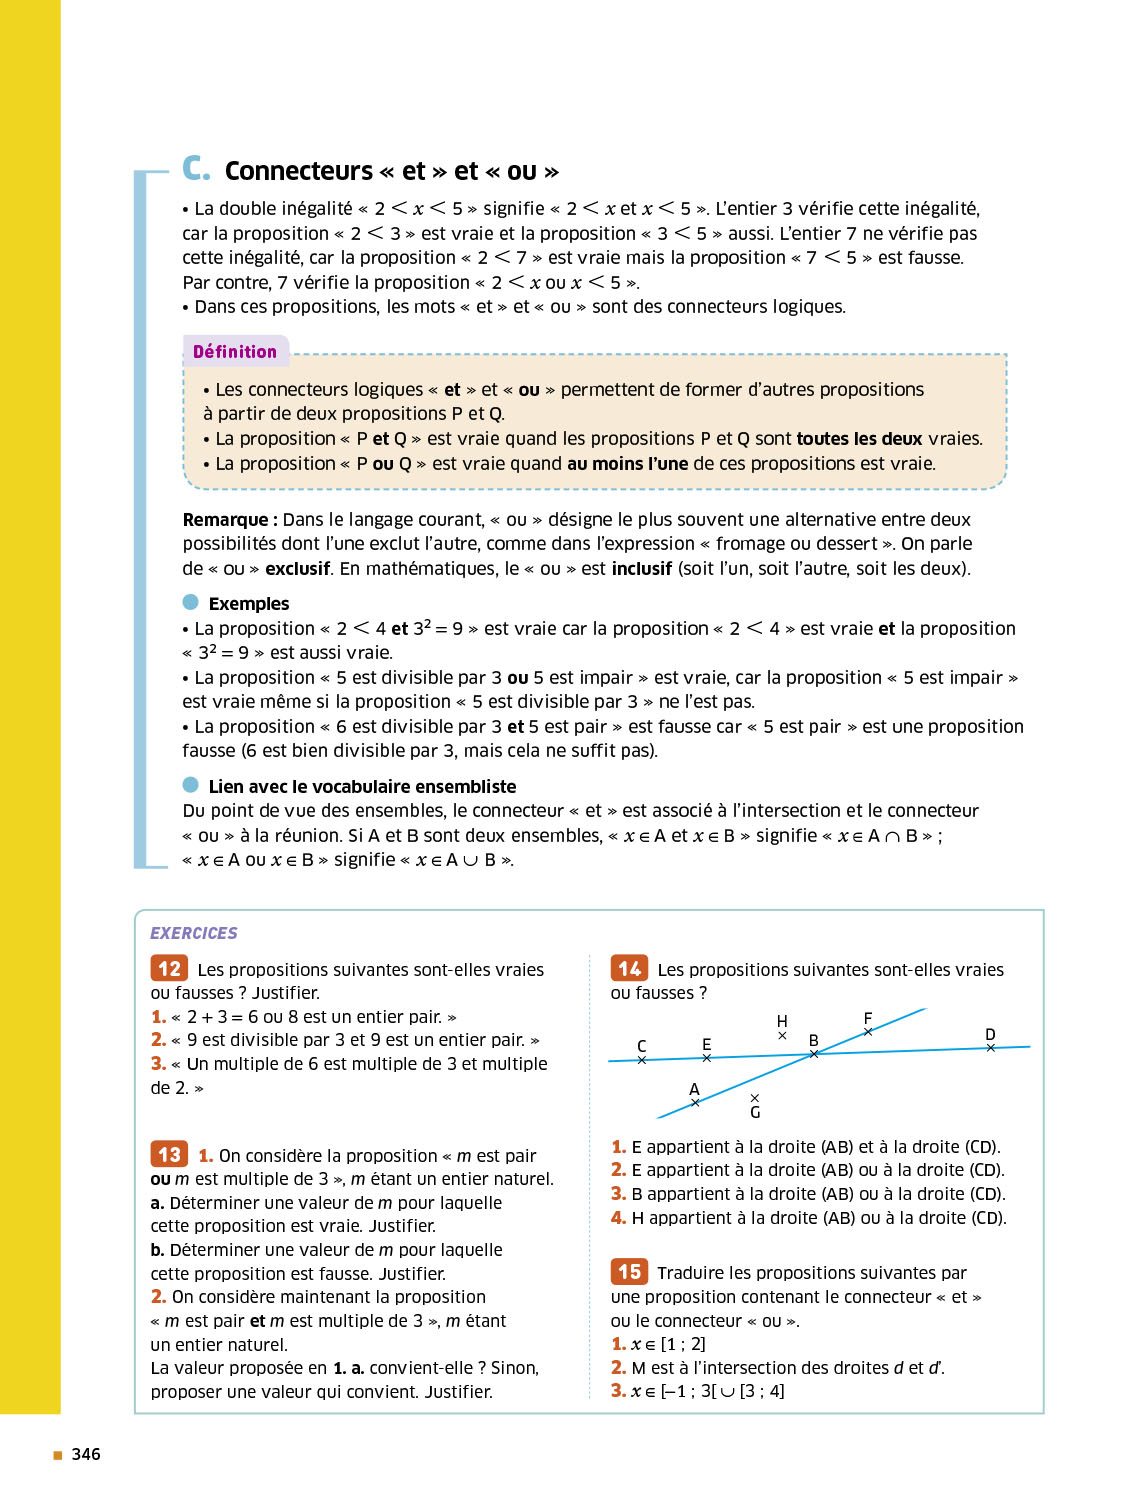 C. Connecteurs « et » et « ou »
• La double inégalité « 2 < x < 5 » signifie « 2 < x et x < 5 ». L’entier 3 vérifie cette inégalité,
car la proposition « 2 < 3 » est vraie et la proposition « 3 < 5 » aussi. L’entier 7 ne vérifie pas
cette inégalité, car la proposition « 2 < 7 » est vraie mais la proposition « 7 < 5 » est fausse.
Par contre, 7 vérifie la proposition « 2 < x ou x < 5 ».
• Dans ces propositions, les mots « et » et « ou » sont des connecteurs logiques.
Définition
• Les connecteurs logiques « et » et « ou » permettent de former d’autres propositions
à partir de deux propositions P et Q.
• La proposition « P et Q » est vraie quand les propositions P et Q sont toutes les deux vraies.
• La proposition « P ou Q » est vraie quand au moins l’une de ces propositions est vraie.
Remarque : Dans le langage courant, « ou » désigne le plus souvent une alternative entre deux
possibilités dont l’une exclut l’autre, comme dans l’expression « fromage ou dessert ». On parle
de « ou » exclusif. En mathématiques, le « ou » est inclusif (soit l’un, soit l’autre, soit les deux).
Exemples
• La proposition « 2 < 4 et 3² = 9 » est vraie car la proposition « 2 < 4 » est vraie et la proposition
« 3² = 9 » est aussi vraie.
• La proposition « 5 est divisible par 3 ou 5 est impair » est vraie, car la proposition « 5 est impair »
est vraie même si la proposition « 5 est divisible par 3 » ne l’est pas.
• La proposition « 6 est divisible par 3 et 5 est pair » est fausse car « 5 est pair » est une proposition
fausse (6 est bien divisible par 3, mais cela ne suffit pas).
Lien avec le vocabulaire ensembliste
Du point de vue des ensembles, le connecteur « et » est associé à l’intersection et le connecteur
« ou » à la réunion. Si A et B sont deux ensembles, « x ∈ A et x ∈ B » signifie « x ∈ A ∩ B » ;
« x ∈ A ou x ∈ B » signifie « x ∈ A ∪ B ».
EXERCICES
12 Les propositions suivantes sont-elles vraies
ou fausses ? Justifier.
1. « 2 + 3 = 6 ou 8 est un entier pair. »
2. « 9 est divisible par 3 et 9 est un entier pair. »
3. « Un multiple de 6 est multiple de 3 et multiple
de 2. »
13 1. On considère la proposition « m est pair
ou m est multiple de 3 », m étant un entier naturel.
a. Déterminer une valeur de m pour laquelle
cette proposition est vraie. Justifier.
b. Déterminer une valeur de m pour laquelle
cette proposition est fausse. Justifier.
2. On considère maintenant la proposition
« m est pair et m est multiple de 3 », m étant
un entier naturel.
La valeur proposée en 1. a. convient-elle ? Sinon,
proposer une valeur qui convient. Justifier.
14 Les propositions suivantes sont-elles vraies
ou fausses ?
H
F
C
E
B
D
A
G
1. E appartient à la droite (AB) et à la droite (CD).
2. E appartient à la droite (AB) ou à la droite (CD).
3. B appartient à la droite (AB) ou à la droite (CD).
4. H appartient à la droite (AB) ou à la droite (CD).
15 Traduire les propositions suivantes par
une proposition contenant le connecteur « et »
ou le connecteur « ou ».
1. x ∈ [1 ; 2]
2. M est à l’intersection des droites d et d’.
3. x ∈ [–1 ; 3[ ∪ [3 ; 4]
346